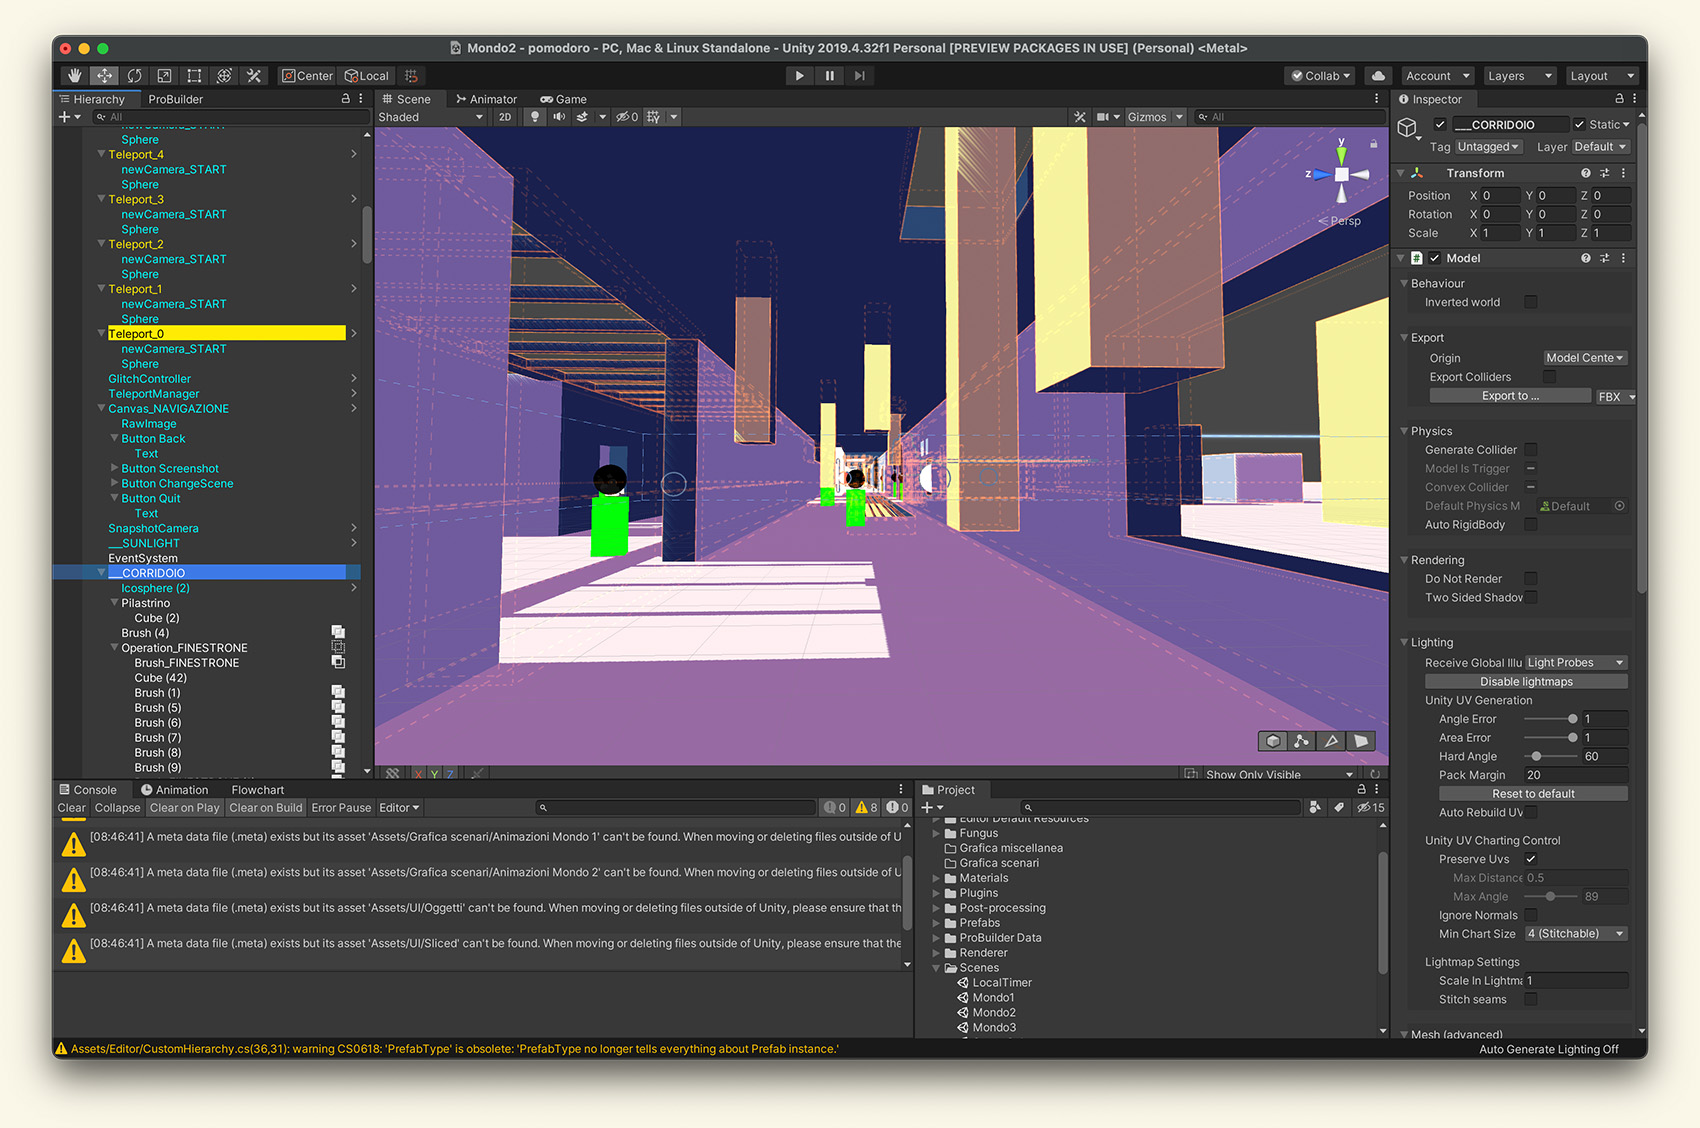 Mondo2 - pomodoro - PC, Mac & Linux Standalone - Unity 2019.4.32f1 Personal [PREVIEW PACKAGES IN USE] (Personal) <Metal>
Center Local Collab Account Layers Layout
Hierarchy ProBuilder
All
Sphere
Teleport_4
newCamera_START
Sphere
Teleport_3
newCamera_START
Sphere
Teleport_2
newCamera_START
Sphere
Teleport_1
newCamera_START
Sphere
Teleport_0
newCamera_START
Sphere
GlitchController
TeleportManager
Canvas_NAVIGAZIONE
RawImage
Button Back
Text
Button Screenshot
Button ChangeScene
Button Quit
Text
SnapshotCamera
__SUNLIGHT
EventSystem
__CORRIDOIO
Icosphere (2)
Pilastrino
Cube (2)
Brush (4)
Operation_FINESTRONE
Brush_FINESTRONE
Cube (42)
Brush (1)
Brush (5)
Brush (6)
Brush (7)
Brush (8)
Brush (9)
Scene Animator Game
Shaded 2D 0 Gizmos All
y
z
Persp
X Y Z Show Only Visible
Inspector
__CORRIDOIO Static
Tag Untagged Layer Default
Transform
Position X 0 Y 0 Z 0
Rotation X 0 Y 0 Z 0
Scale X 1 Y 1 Z 1
# Model
Behaviour
Inverted world
Export
Origin Model Cente
Export Colliders
Export to ... FBX
Physics
Generate Collider
Model Is Trigger
Convex Collider
Default Physics M Default
Auto RigidBody
Rendering
Do Not Render
Two Sided Shadov
Lighting
Receive Global Illu Light Probes
Disable lightmaps
Unity UV Generation
Angle Error 1
Area Error 1
Hard Angle 60
Pack Margin 20
Reset to default
Auto Rebuild UV
Unity UV Charting Control
Preserve Uvs
Max Distance 0.5
Max Angle 89
Ignore Normals
Min Chart Size 4 (Stitchable)
Lightmap Settings
Scale In Lightma 1
Stitch seams
Mesh (advanced)
Console Animation Flowchart
Clear Collapse Clear on Play Clear on Build Error Pause Editor 0 8 0
[08:46:41] A meta data file (.meta) exists but its asset 'Assets/Grafica scenari/Animazioni Mondo 1' can't be found. When moving or deleting files outside of U
[08:46:41] A meta data file (.meta) exists but its asset 'Assets/Grafica scenari/Animazioni Mondo 2' can't be found. When moving or deleting files outside of U
[08:46:41] A meta data file (.meta) exists but its asset 'Assets/UI/Oggetti' can't be found. When moving or deleting files outside of Unity, please ensure that th
[08:46:41] A meta data file (.meta) exists but its asset 'Assets/UI/Sliced' can't be found. When moving or deleting files outside of Unity, please ensure that the
Project
15
Editor Default Resources
Fungus
Grafica miscellanea
Grafica scenari
Materials
Plugins
Post-processing
Prefabs
ProBuilder Data
Renderer
Scenes
LocalTimer
Mondo1
Mondo2
Mondo3
Assets/Editor/CustomHierarchy.cs(36,31): warning CS0618: 'PrefabType' is obsolete: 'PrefabType no longer tells everything about Prefab instance.'
Auto Generate Lighting Off